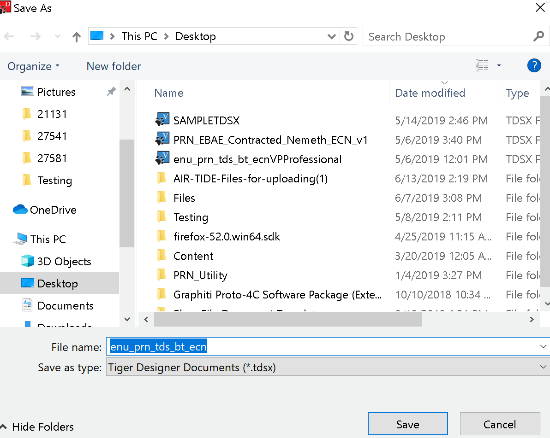 Save As
This PC > Desktop
Search Desktop
Organize
New folder
Pictures
21131
27541
27581
Testing
OneDrive
This PC
3D Objects
Desktop
Documents
Downloads
Name Date modified Type
SAMPLETDSX 5/14/2019 2:46 PM TDSX F
PRN_EBAE_Contracted_Nemeth_ECN_v1 5/6/2019 3:40 PM TDSX F
enu_prn_tds_bt_ecnVPProfessional 5/6/2019 12:01 PM TDSX F
AIR-TIDE-Files-for-uploading(1) 6/13/2019 2:19 PM File fol
Files 6/7/2019 3:08 PM File fol
Testing 5/8/2019 2:11 PM File fol
firefox-52.0.win64.sdk 4/25/2019 11:15 A... File fol
Content 3/20/2019 12:05 A... File fol
PRN_Utility 1/4/2019 3:27 PM File fol
Graphiti Proto-4C Software Package (Exte... 10/10/2018 10:34 ... File fol
File name: enu_prn_tds_bt_ecn
Save as type: Tiger Designer Documents (*.tdsx)
Hide Folders
Save
Cancel